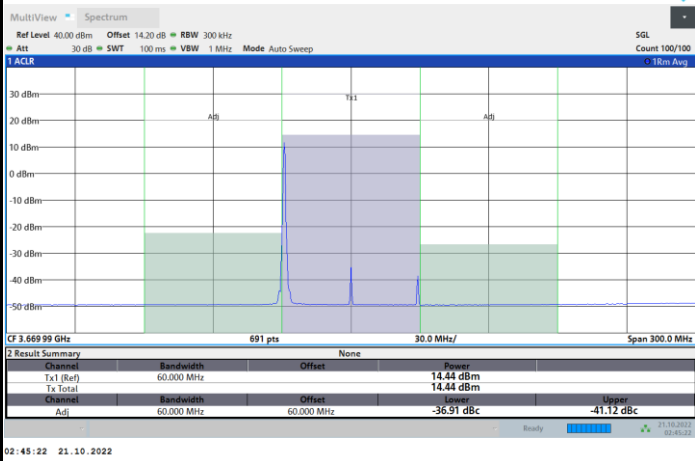 MultiView Spectrum
Ref Level 40.00 dBm Offset 14.20 dB RBW 300 kHz SGL
Att 30 dB SWT 100 ms VBW 1 MHz Mode Auto Sweep Count 100/100
1 ACLR 1Rm Avg
30 dBm
Tx1
20 dBm Adj Adj
10 dBm
0 dBm
-10 dBm
-20 dBm
-30 dBm
-40 dBm
-50 dBm
CF 3.669 99 GHz 691 pts 30.0 MHz/ Span 300.0 MHz
2 Result Summary None
Channel Bandwidth Offset Power
Tx1 (Ref) 60.000 MHz 14.44 dBm
Tx Total 14.44 dBm
Channel Bandwidth Offset Lower Upper
Adj 60.000 MHz 60.000 MHz -36.91 dBc -41.12 dBc
Ready 21.10.2022
02:45:22
02:45:22 21.10.2022